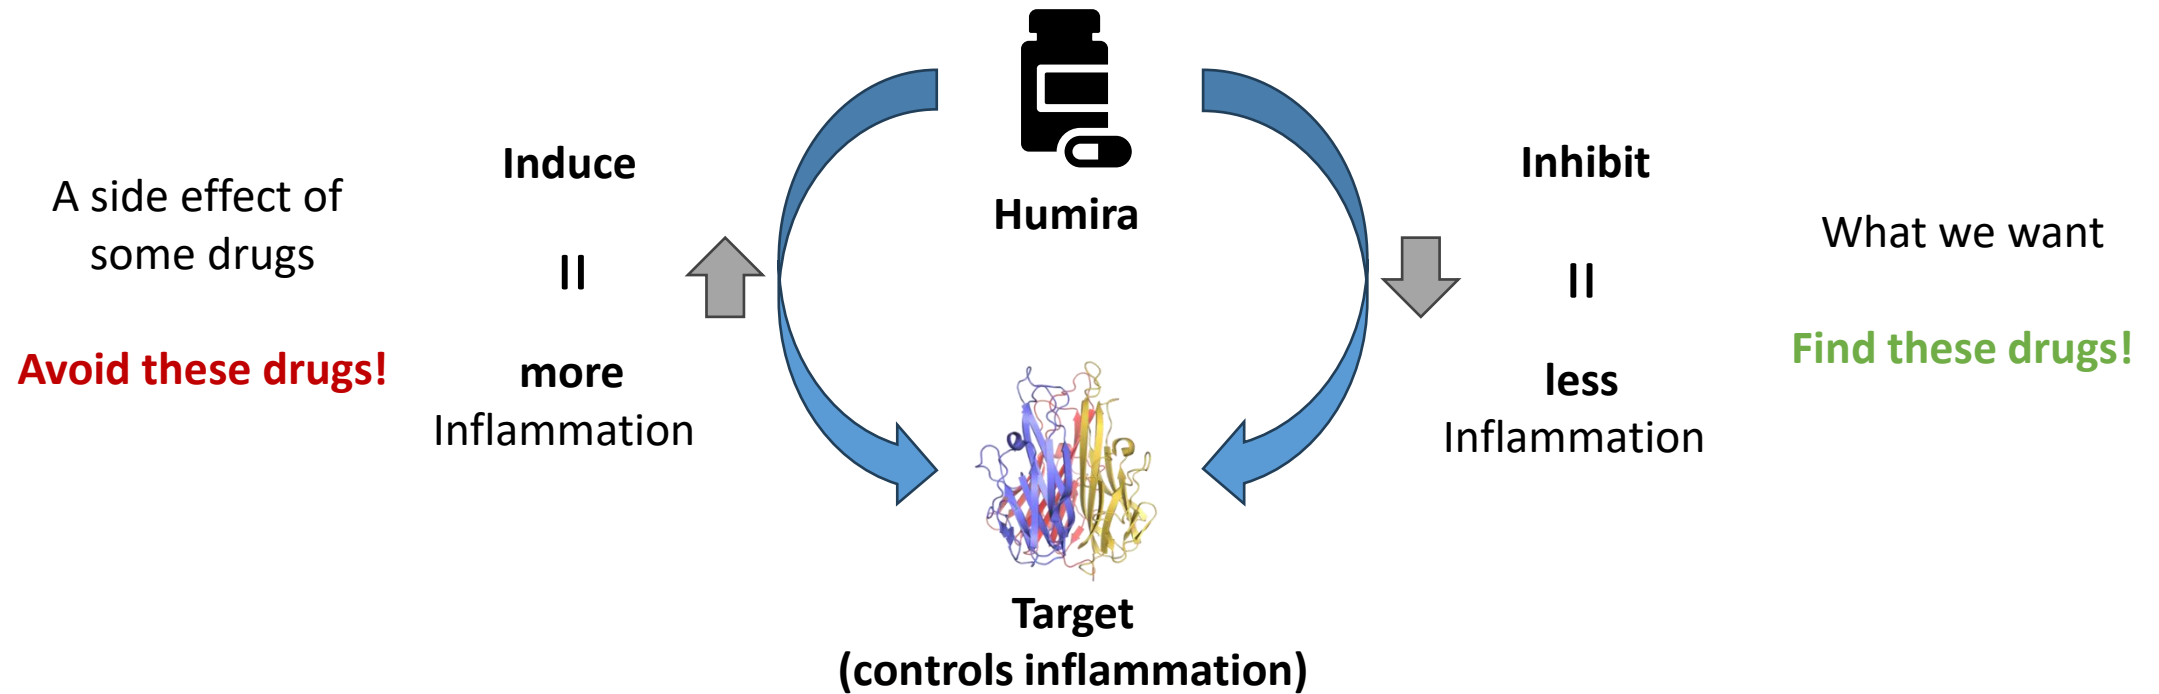 A side effect of
some drugs
Avoid these drugs!
Induce
=
more
Inflammation
Humira
Target
(controls inflammation)
Inhibit
=
less
Inflammation
What we want
Find these drugs!